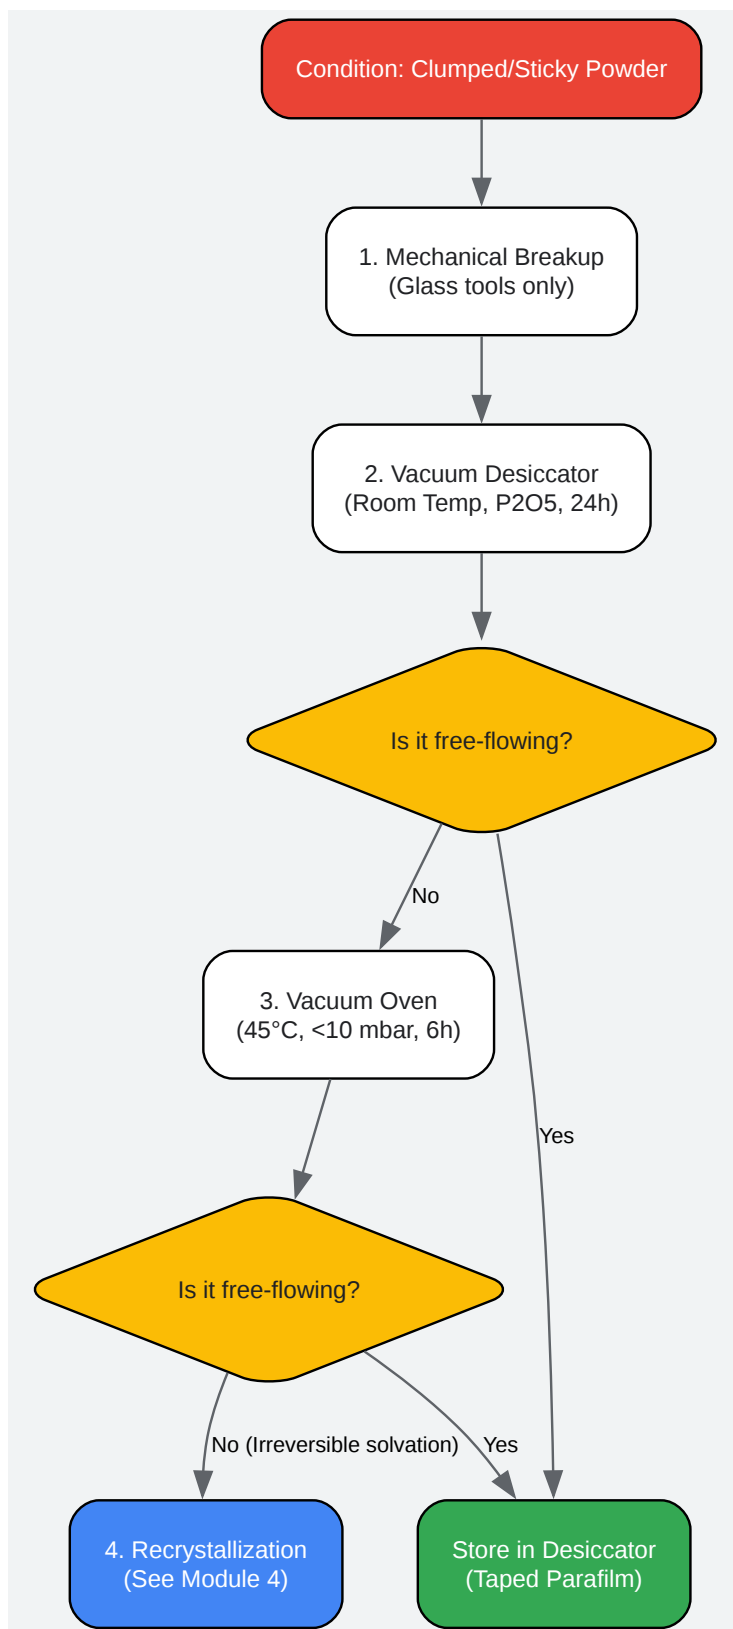 Condition: Clumped/Sticky Powder
1. Mechanical Breakup
(Glass tools only)
2. Vacuum Desiccator
(Room Temp, P2O5, 24h)
Is it free-flowing?
No
3. Vacuum Oven
(45°C, <10 mbar, 6h)
Yes
Is it free-flowing?
No (Irreversible solvation)
Yes
4. Recrystallization
(See Module 4)
Store in Desiccator
(Taped Parafilm)